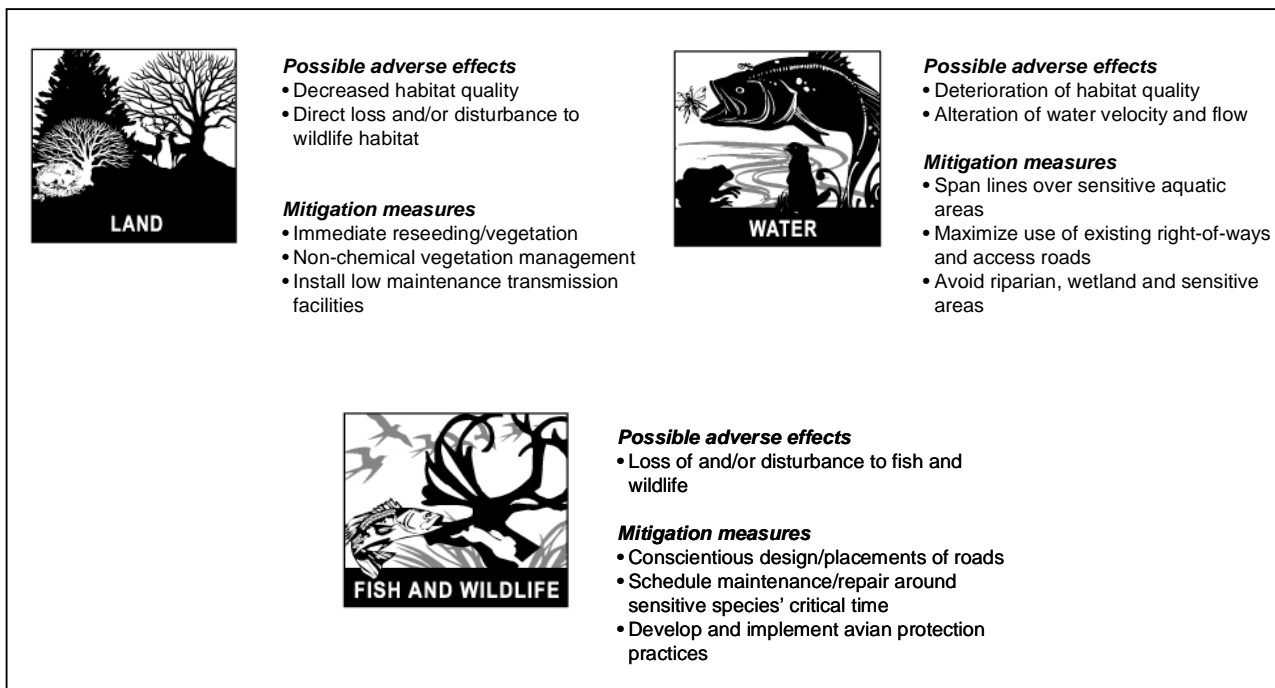 LAND
Possible adverse effects
• Decreased habitat quality
• Direct loss and/or disturbance to
wildlife habitat
Mitigation measures
• Immediate reseeding/vegetation
• Non-chemical vegetation management
• Install low maintenance transmission
facilities
WATER
Possible adverse effects
• Deterioration of habitat quality
• Alteration of water velocity and flow
Mitigation measures
• Span lines over sensitive aquatic
areas
• Maximize use of existing right-of-ways
and access roads
• Avoid riparian, wetland and sensitive
areas
FISH AND WILDLIFE
Possible adverse effects
• Loss of and/or disturbance to fish and
wildlife
Mitigation measures
• Conscientious design/placements of roads
• Schedule maintenance/repair around
sensitive species’ critical time
• Develop and implement avian protection
practices